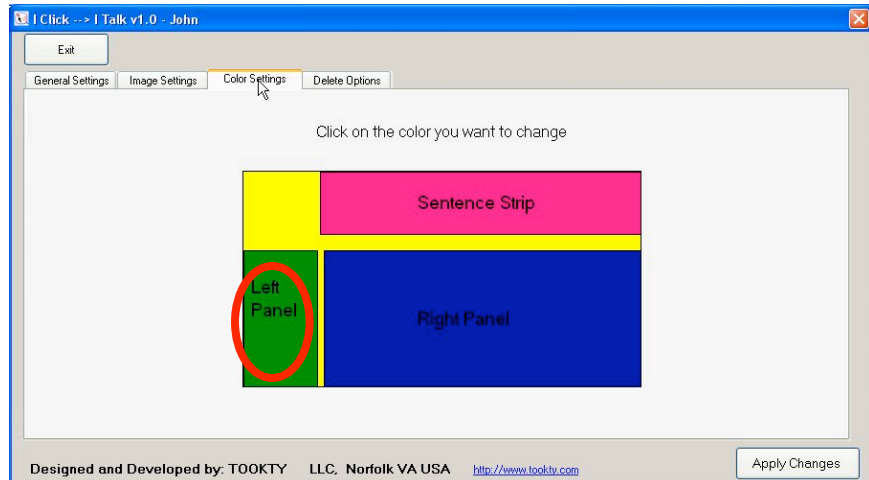 I Click --> I Talk v1.0 - John
Exit
General Settings Image Settings Color Settings Delete Options
Click on the color you want to change
Sentence Strip
Left
Panel
Right Panel
Designed and Developed by: TOOKTY LLC, Norfolk VA USA http://www.tookty.com
Apply Changes